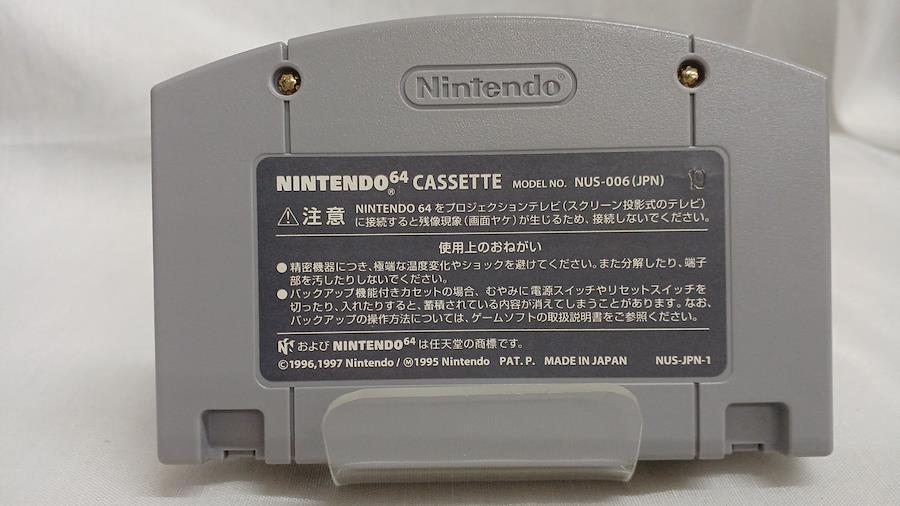 Nintendo®
NINTENDO64® CASSETTE MODEL NO. NUS-006(JPN) 10
⚠注意 NINTENDO 64をプロジェクションテレビ(スクリーン投影式のテレビ)
に接続すると残像現象(画面ヤケ)が生じるため、接続しないでください。
使用上のおねがい
●精密機器につき、極端な温度変化やショックを避けてください。また分解したり、端子
部を汚したりしないでください。
●バックアップ機能付きカセットの場合、むやみに電源スイッチやリセットスイッチを
切ったり、入れたりすると、蓄積されている内容が消えてしまうことがあります。なお、
バックアップの操作方法については、ゲームソフトの取扱説明書をご参照ください。
および NINTENDO64 は任天堂の商標です。
©1996,1997 Nintendo/Ⓜ1995 Nintendo PAT. P. MADE IN JAPAN NUS-JPN-1